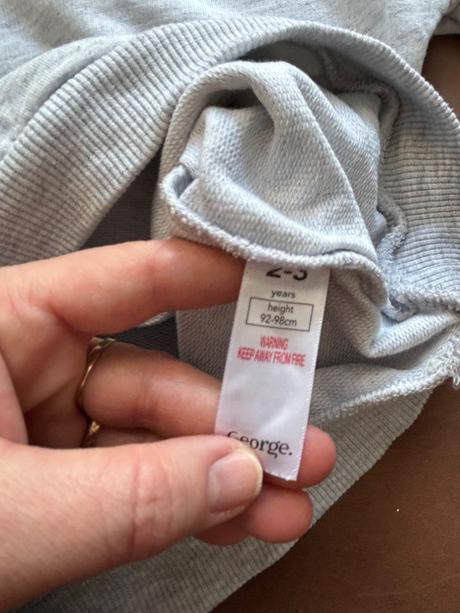 2-3
years
height
92-98cm
WARNING
KEEP AWAY FROM FIRE
George.